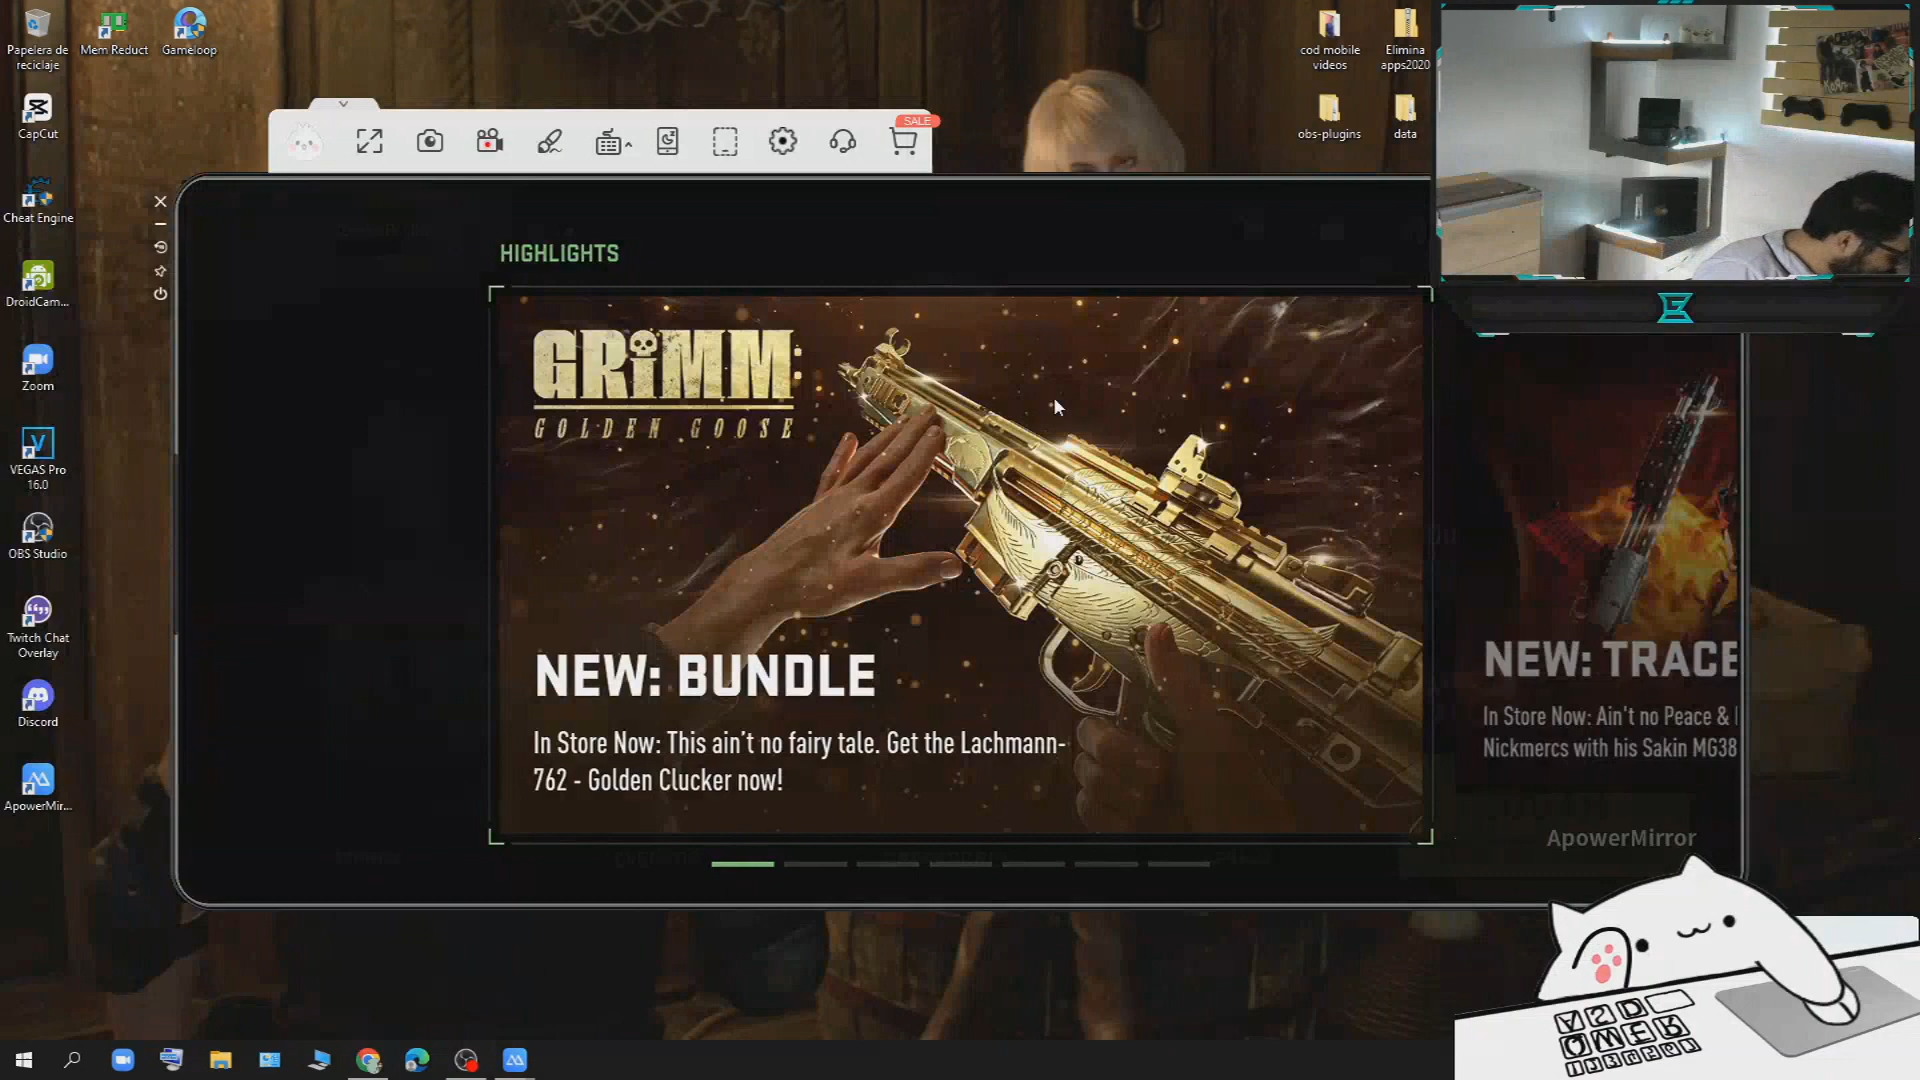 Papelera de
reciclaje
Mem Reduct
Gameloop
CapCut
Cheat Engine
DroidCam...
Zoom
VEGAS Pro
16.0
OBS Studio
Twitch Chat
Overlay
Discord
ApowerMir...
cod mobile
videos
Elimina
apps2020
obs-plugins
data
SALE
HIGHLIGHTS
GRIMM:
GOLDEN GOOSE
NEW: BUNDLE
In Store Now: This ain't no fairy tale. Get the Lachmann-
762 - Golden Clucker now!
NEW: TRACE
In Store Now: Ain't no Peace &
Nickmercs with his Sakin MG38
ApowerMirror